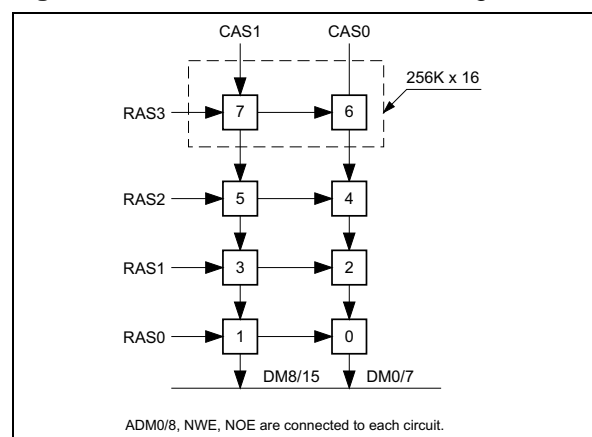 CAS1 CAS0
256K x 16
RAS3 7 6
RAS2 5 4
RAS1 3 2
RAS0 1 0
DM8/15 DM0/7
ADM0/8, NWE, NOE are connected to each circuit.